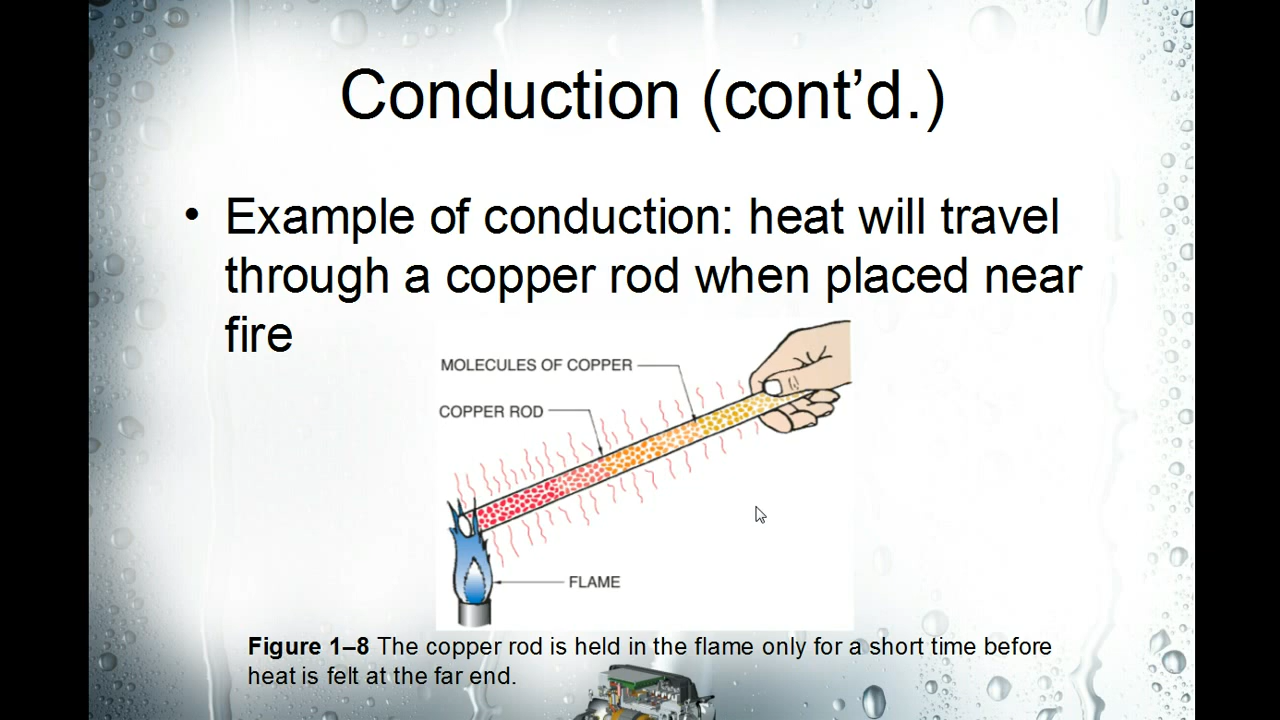 Conduction (cont’d.)
• Example of conduction: heat will travel
through a copper rod when placed near
fire
MOLECULES OF COPPER
COPPER ROD
FLAME
Figure 1–8 The copper rod is held in the flame only for a short time before
heat is felt at the far end.